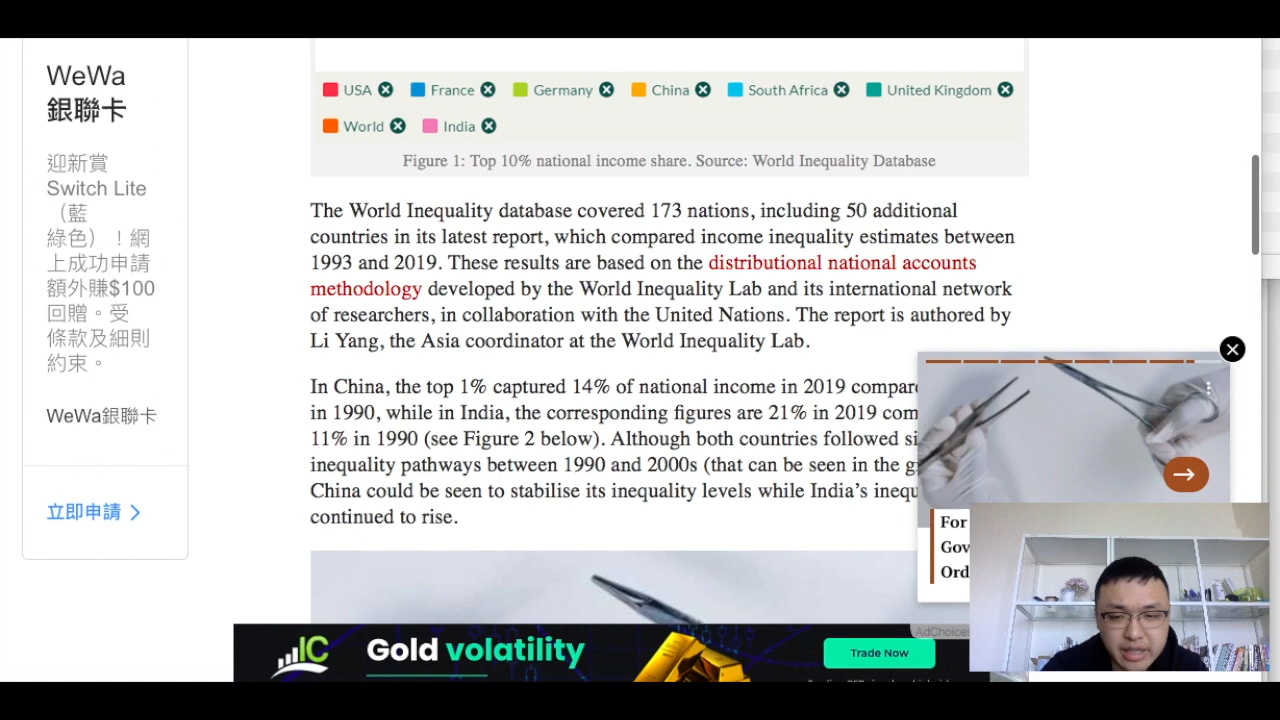 WeWa
銀聯卡
迎新賞
Switch Lite
（藍
綠色）！網
上成功申請
額外賺$100
回贈。受
條款及細則
約束。
WeWa銀聯卡
立即申請
USA France Germany China South Africa United Kingdom
World India
Figure 1: Top 10% national income share. Source: World Inequality Database
The World Inequality database covered 173 nations, including 50 additional
countries in its latest report, which compared income inequality estimates between
1993 and 2019. These results are based on the distributional national accounts
methodology developed by the World Inequality Lab and its international network
of researchers, in collaboration with the United Nations. The report is authored by
Li Yang, the Asia coordinator at the World Inequality Lab.
In China, the top 1% captured 14% of national income in 2019
in 1990, while in India, the corresponding figures are 21% in 2019
11% in 1990 (see Figure 2 below). Although both countries followed
inequality pathways between 1990 and 2000s (that can be seen in the
China could be seen to stabilise its inequality levels while India's
continued to rise.
For
Gov
Ord
AdChoices
IC
Gold volatility
Trade Now